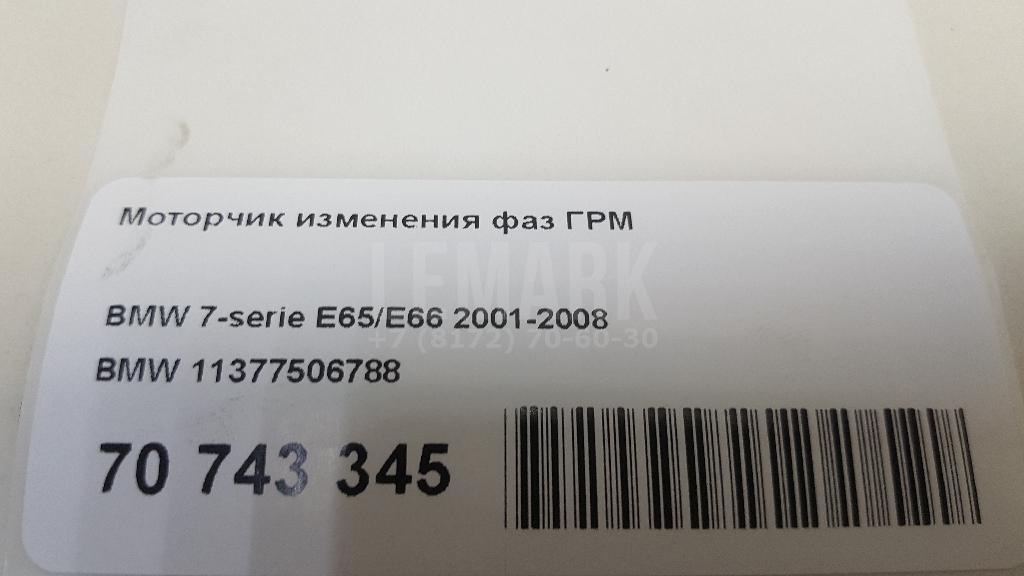 Моторчик изменения фаз ГРМ
LEMARK
BMW 7-serie E65/E66 2001-2008
+7 (8172) 70-60-30
BMW 11377506788
70 743 345